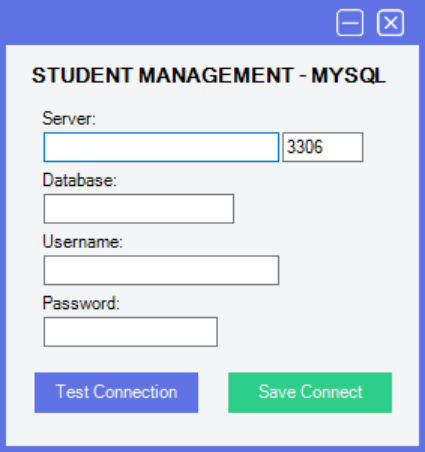 STUDENT MANAGEMENT - MYSQL
Server:
3306
Database:
Username:
Password:
Test Connection Save Connect